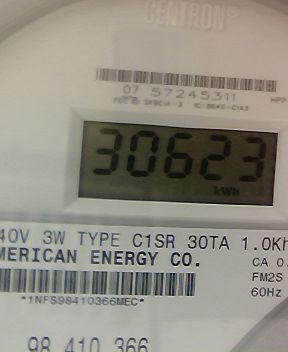 CENTRON®
07 57245311
30623
kWh
40V 3W TYPE C1SR 30TA 1.0Kh
MERICAN ENERGY CO.
CA 0.
FM2S
60Hz
*1NFS98410366MEC*
98 410 366